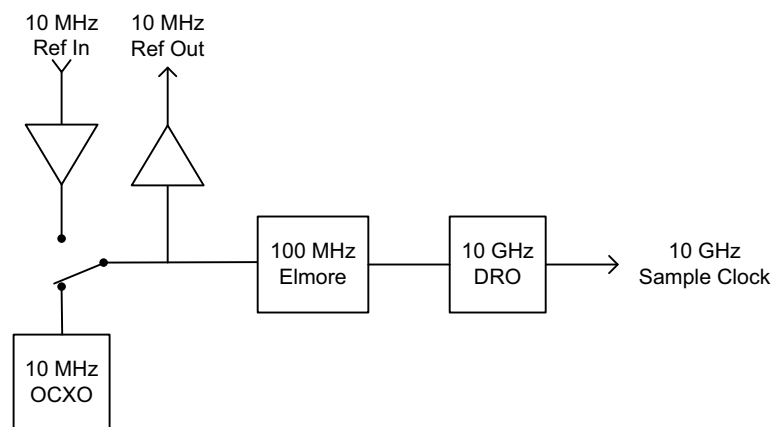 10 MHz
Ref In
10 MHz
Ref Out
100 MHz
Elmore
10 GHz
DRO
10 GHz
Sample Clock
10 MHz
OCXO